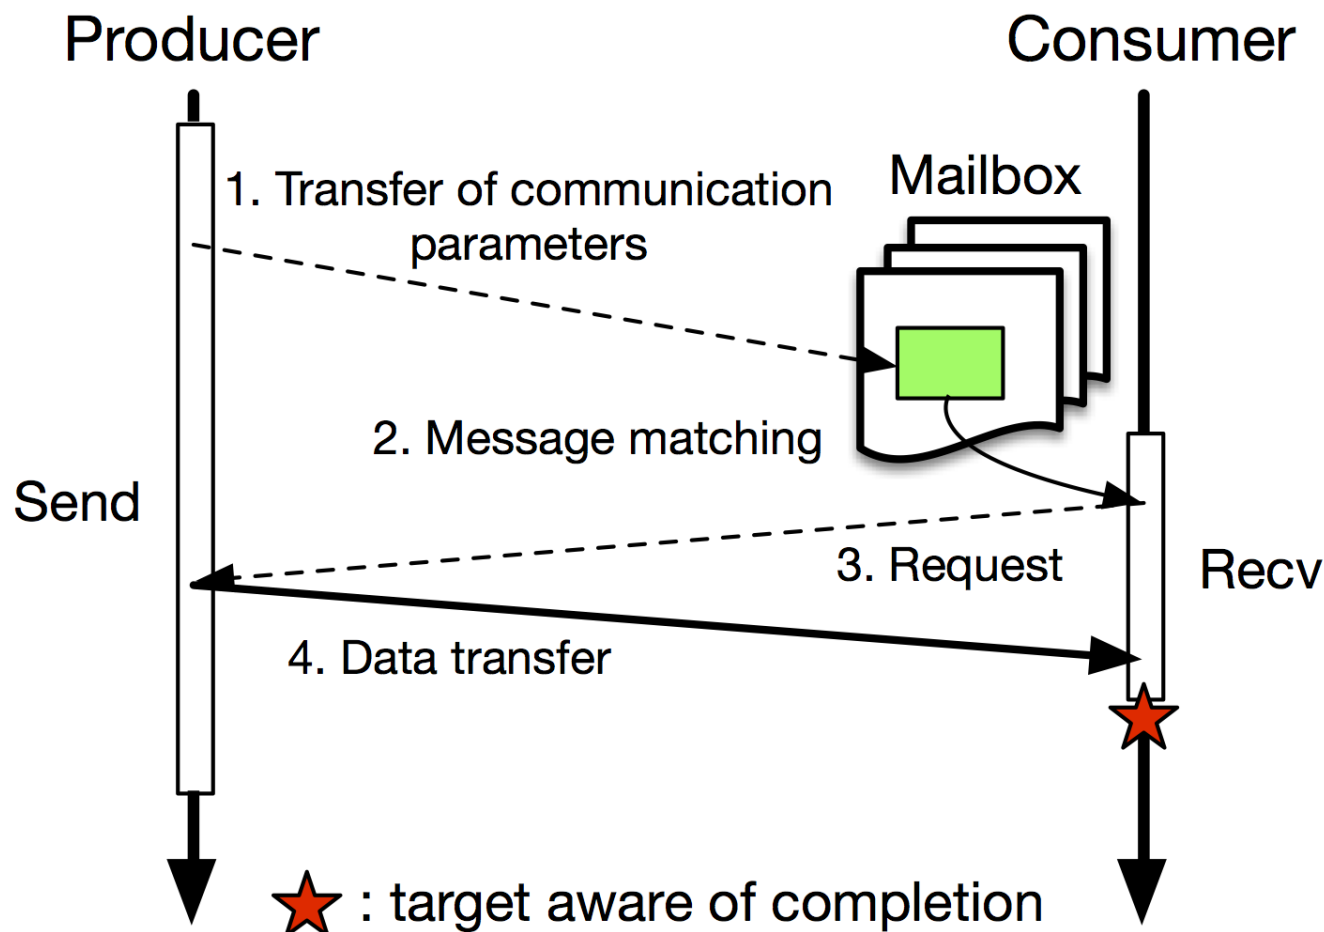 Producer
Consumer
1. Transfer of communication
parameters
Mailbox
2. Message matching
Send
3. Request
Recv
4. Data transfer
: target aware of completion